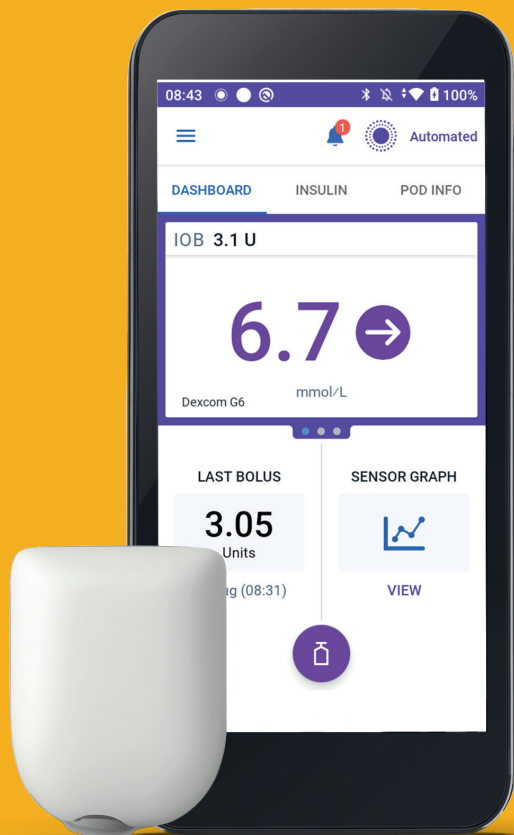 08:43 100%
1 Automated
DASHBOARD INSULIN POD INFO
IOB 3.1 U
6.7
mmol/L
Dexcom G6
LAST BOLUS SENSOR GRAPH
3.05
Units
(08:31) VIEW